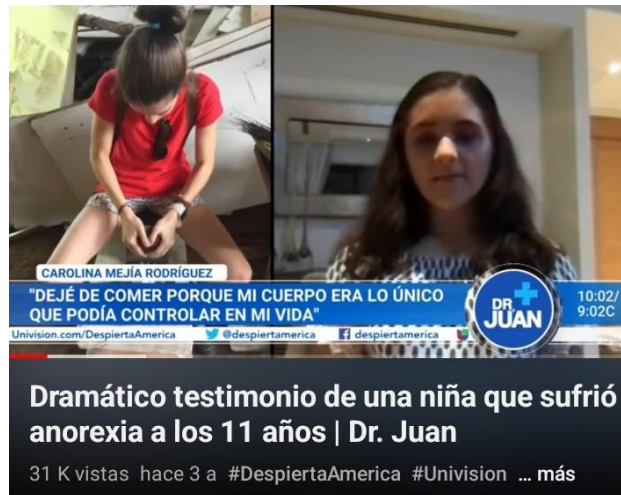 CAROLINA MEJÍA RODRÍGUEZ
"DEJÉ DE COMER PORQUE MI CUERPO ERA LO ÚNICO
QUE PODÍA CONTROLAR EN MI VIDA"
DR.
JUAN
10:02/
9:02C
Univision.com/DespiertaAmerica @despiertamerica despiertamerica
Dramático testimonio de una niña que sufrió
anorexia a los 11 años | Dr. Juan
31 K vistas hace 3 a #DespiertaAmerica #Univision ... más